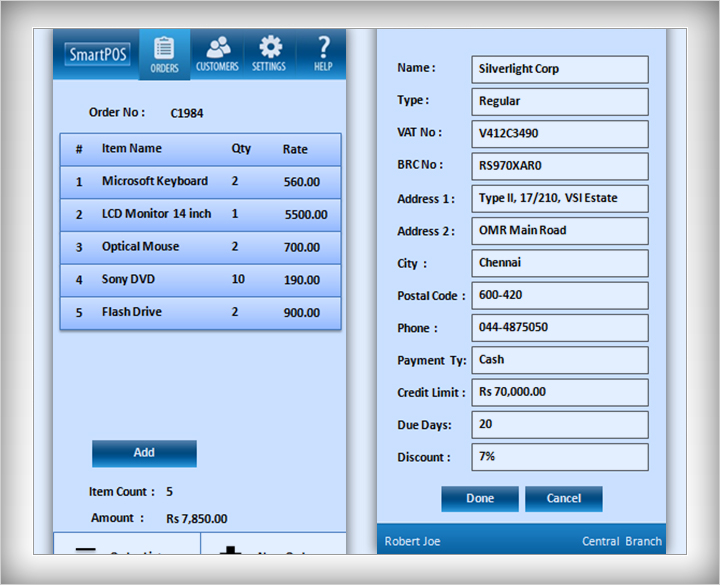 SmartPOS
ORDERS
CUSTOMERS
SETTINGS
HELP
Order No : C1984
# Item Name Qty Rate
1 Microsoft Keyboard 2 560.00
2 LCD Monitor 14 inch 1 5500.00
3 Optical Mouse 2 700.00
4 Sony DVD 10 190.00
5 Flash Drive 2 900.00
Add
Item Count : 5
Amount : Rs 7,850.00
Name : Silverlight Corp
Type : Regular
VAT No : V412C3490
BRC No : RS970XAR0
Address 1 : Type II, 17/210, VSI Estate
Address 2 : OMR Main Road
City : Chennai
Postal Code : 600-420
Phone : 044-4875050
Payment Ty: Cash
Credit Limit : Rs 70,000.00
Due Days: 20
Discount : 7%
Done Cancel
Robert Joe Central Branch